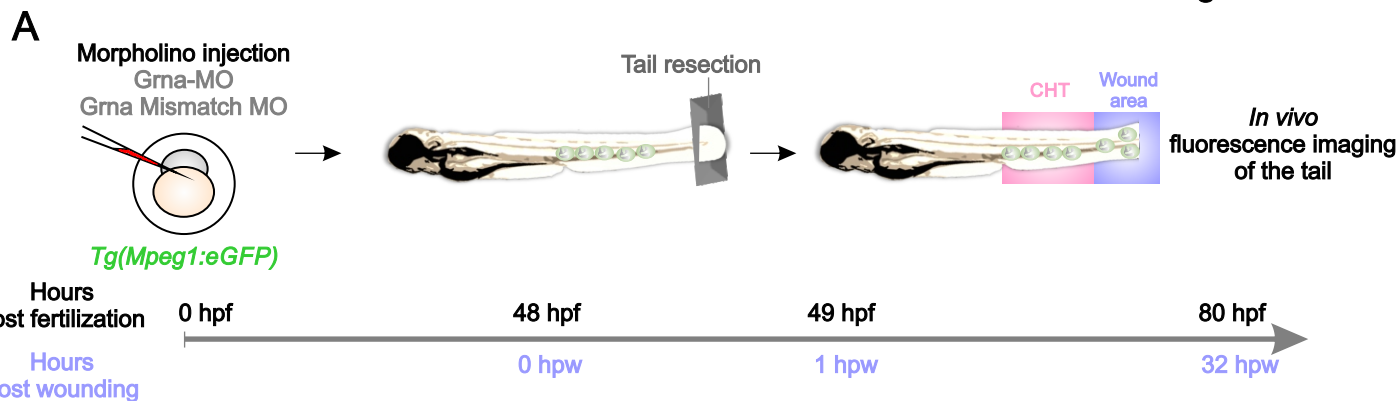 A
Morpholino injection
Grna-MO
Grna Mismatch MO
Tg(Mpeg1:eGFP)
Tail resection
CHT
Wound
area
In vivo
fluorescence imaging
of the tail
Hours
ost fertilization
0 hpf
48 hpf
49 hpf
80 hpf
Hours
ost wounding
0 hpw
1 hpw
32 hpw